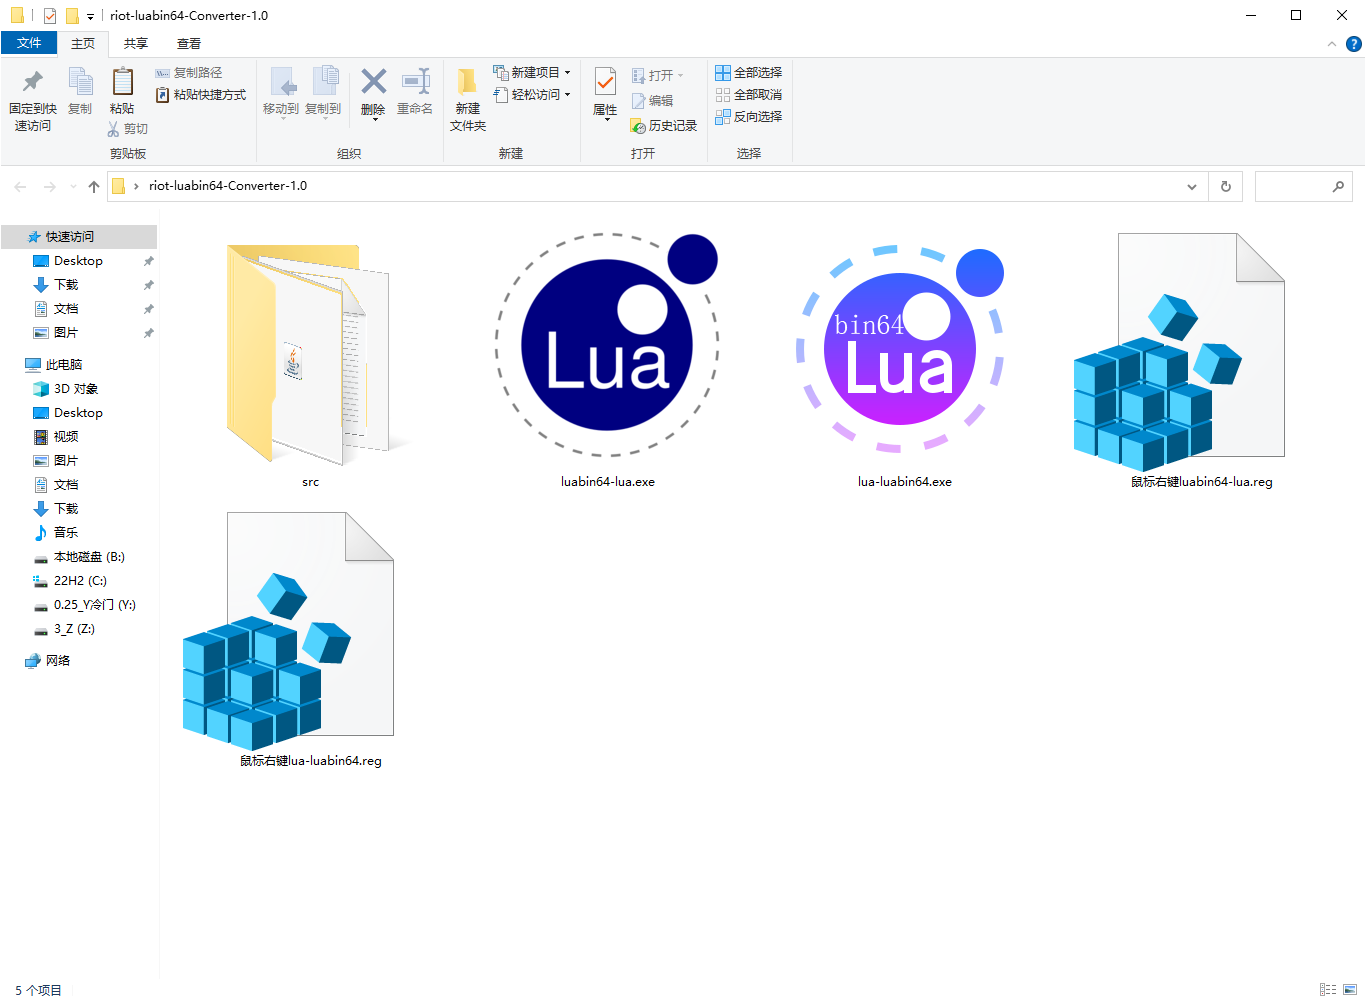 riot-luabin64-Converter-1.0
文件 主页 共享 查看
固定到快
速访问
复制
粘贴
复制路径
粘贴快捷方式
剪切
剪贴板
移动到 复制到 删除 重命名
组织
新建
文件夹
新建项目
轻松访问
新建
属性
打开
编辑
历史记录
打开
全部选择
全部取消
反向选择
选择
riot-luabin64-Converter-1.0
快速访问
Desktop
下载
文档
图片
此电脑
3D 对象
Desktop
视频
图片
文档
下载
音乐
本地磁盘 (B:)
22H2 (C:)
0.25_Y冷门 (Y:)
3_Z (Z:)
网络
Lua
bin64
Lua
src
luabin64-lua.exe
lua-luabin64.exe
鼠标右键luabin64-lua.reg
鼠标右键lua-luabin64.reg
5 个项目